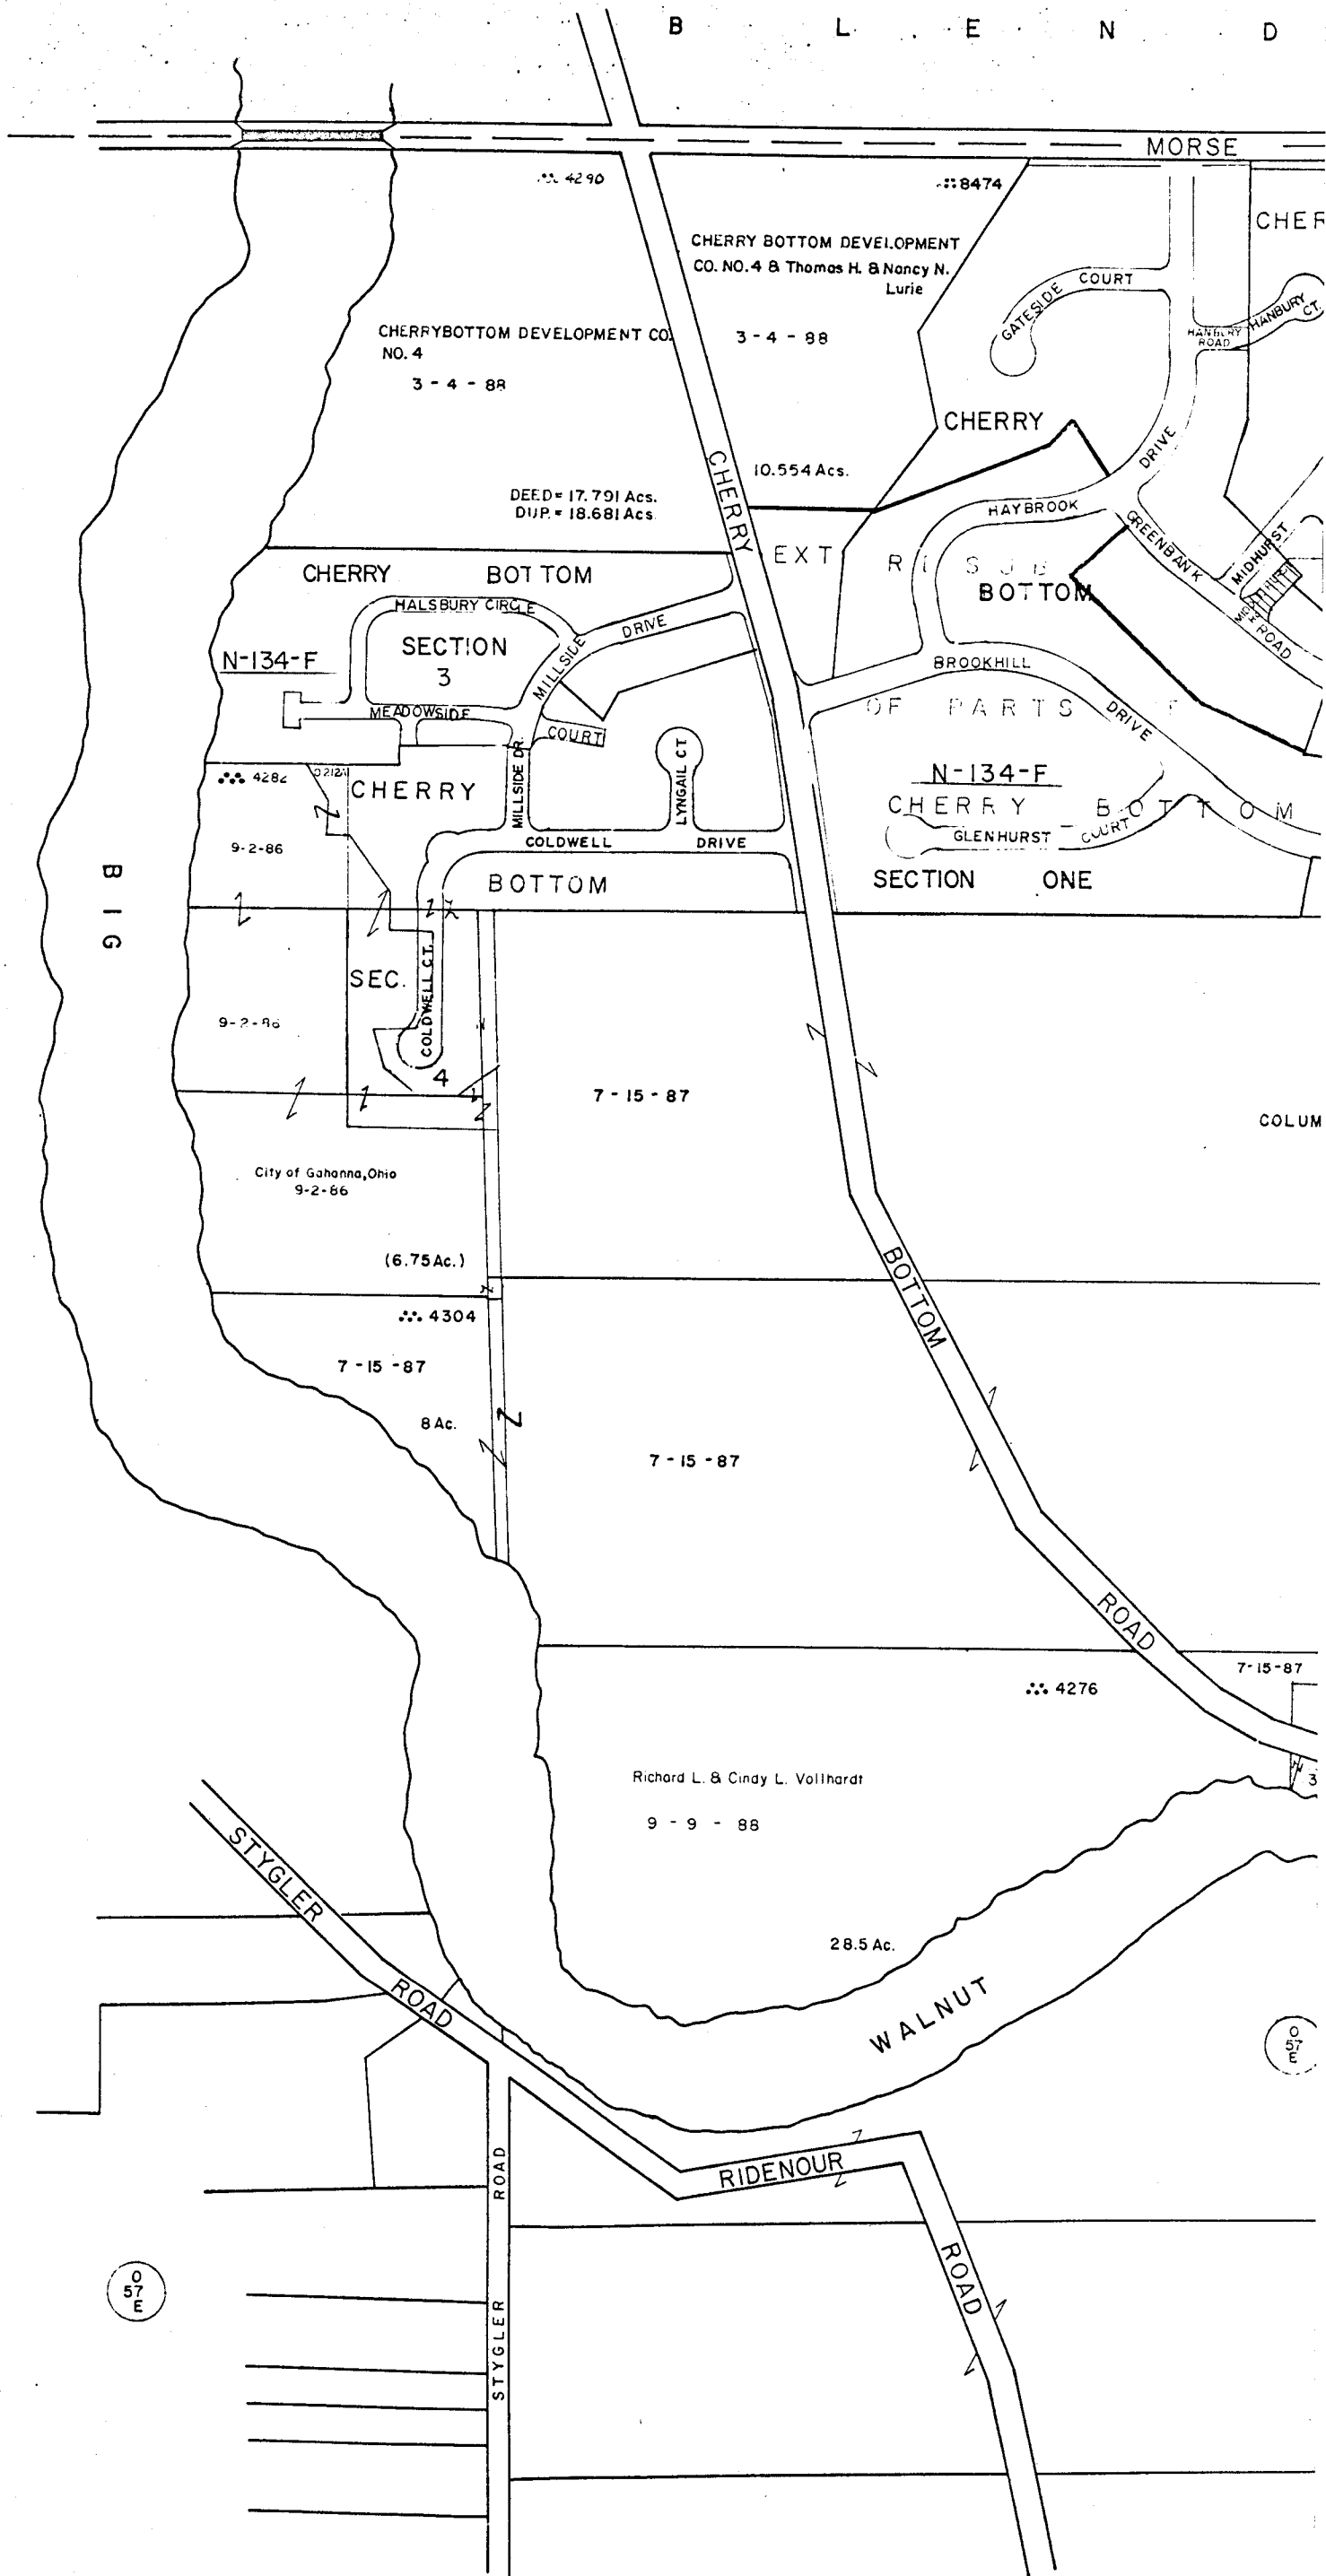 B L E N D
MORSE
4290
8474
CHER
CHERRY BOTTOM DEVELOPMENT
CO. NO. 4 & Thomas H. & Nancy N.
Lurie
3-4-88
GATESIDE COURT
HANBURY
ROAD
HANBURY
CT.
CHERRYBOTTOM DEVELOPMENT CO.
NO. 4
3-4-88
CHERRY
10.554 Acs.
DRIVE
DEED = 17.791 Acs.
DUP. = 18.681 Acs.
CHERRY
HAYBROOK
GREENBANK
ROAD
MIDHURST
EXT RISUB
BOTTOM
CHERRY BOTTOM
HALSBURY CIRCLE
SECTION
3
MILLSIDE DRIVE
N-134-F
MEADOWSIDE
COURT
BROOKHILL
DRIVE
OF PARTS
N-134-F
CHERRY BOTTOM
GLENHURST COURT
SECTION ONE
4282
0.212A
CHERRY
MILLSIDE DR.
LYNGAIL CT.
9-2-86
COLDWELL DRIVE
BOTTOM
BIG
SEC.
COLDWELL CT.
9-2-86
4
7-15-87
COLUM
City of Gahanna, Ohio
9-2-86
(6.75 Ac.)
BOTTOM
4304
7-15-87
8 Ac.
7-15-87
ROAD
7-15-87
4276
Richard L. & Cindy L. Vollhardt
3
9-9-88
STYGLER
28.5 Ac.
ROAD
WALNUT
O
57
E
RIDENOUR
ROAD
STYGLER ROAD
O
57
E